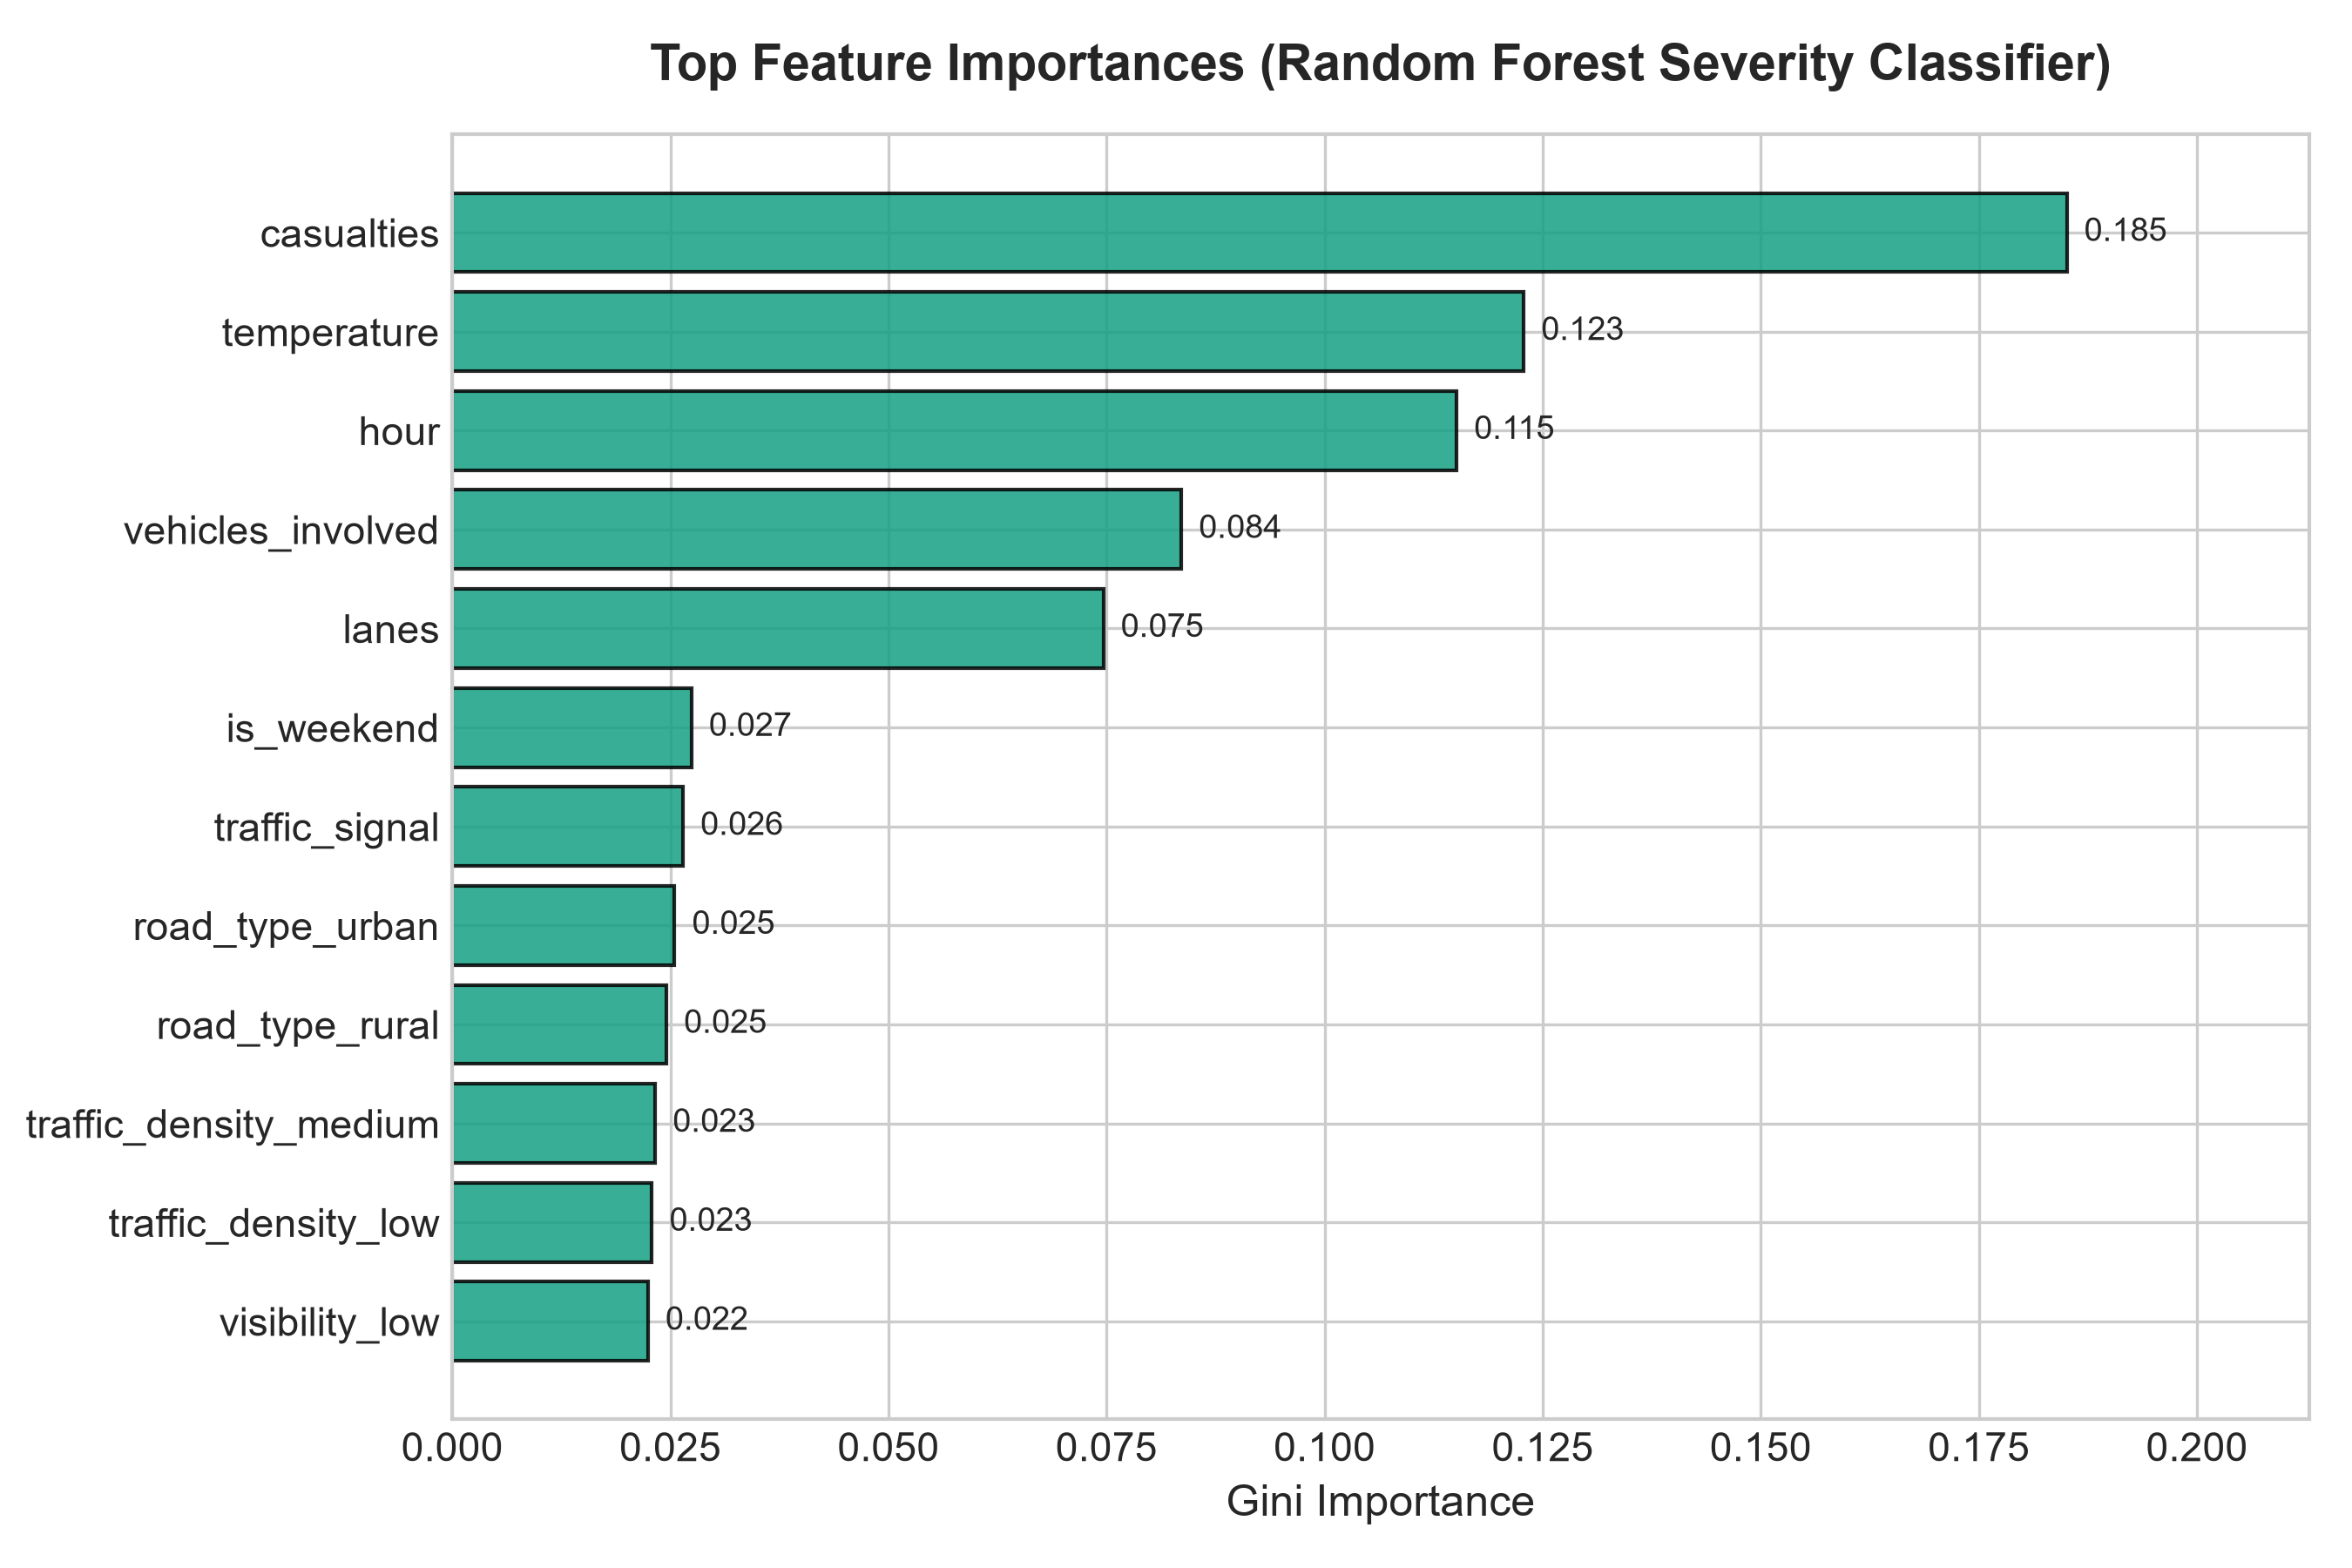 Top Feature Importances (Random Forest Severity Classifier)
casualties 0.185
temperature 0.123
hour 0.115
vehicles_involved 0.084
lanes 0.075
is_weekend 0.027
traffic_signal 0.026
road_type_urban 0.025
road_type_rural 0.025
traffic_density_medium 0.023
traffic_density_low 0.023
visibility_low 0.022
0.000 0.025 0.050 0.075 0.100 0.125 0.150 0.175 0.200
Gini Importance